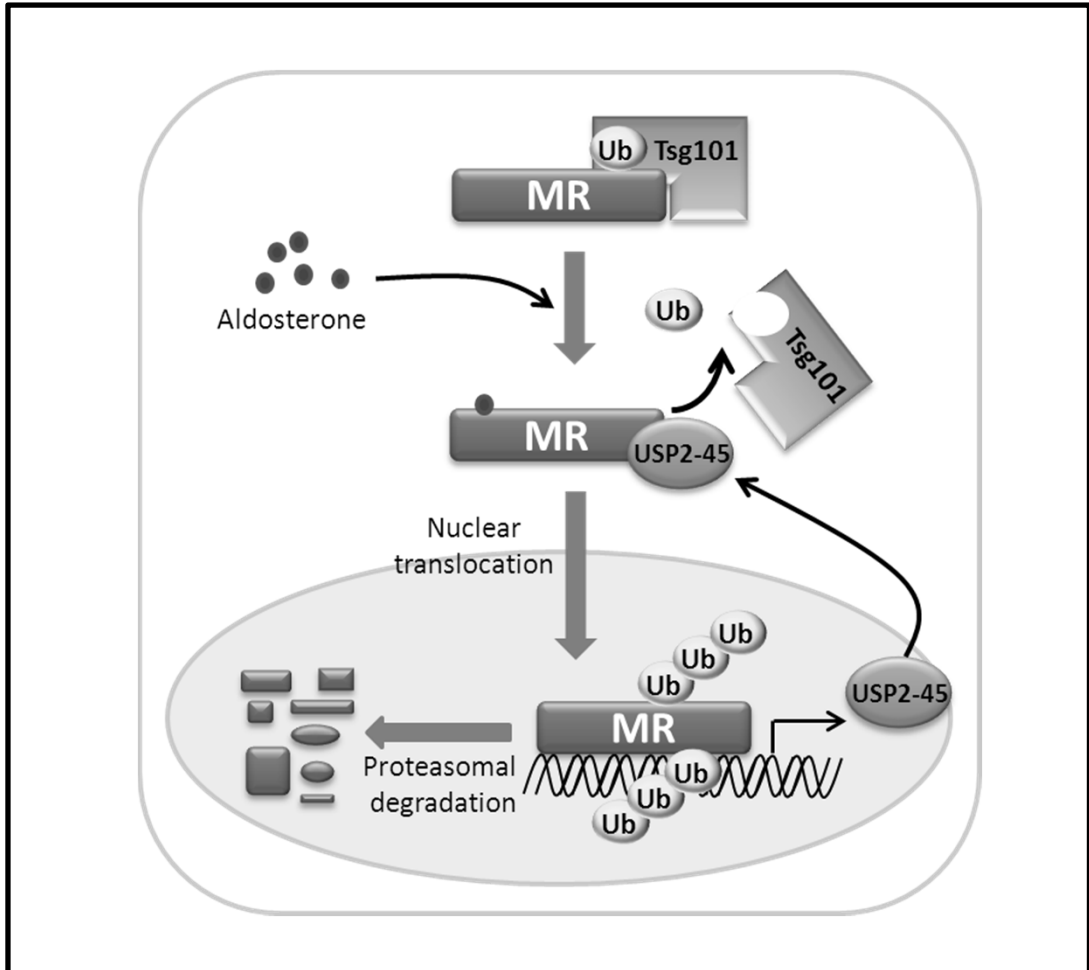 Ub
Tsg101
MR
Aldosterone
Ub
Tsg101
MR
USP2-45
Nuclear
translocation
Ub
Ub
Ub
USP2-45
MR
Proteasomal
degradation
Ub
Ub
Ub